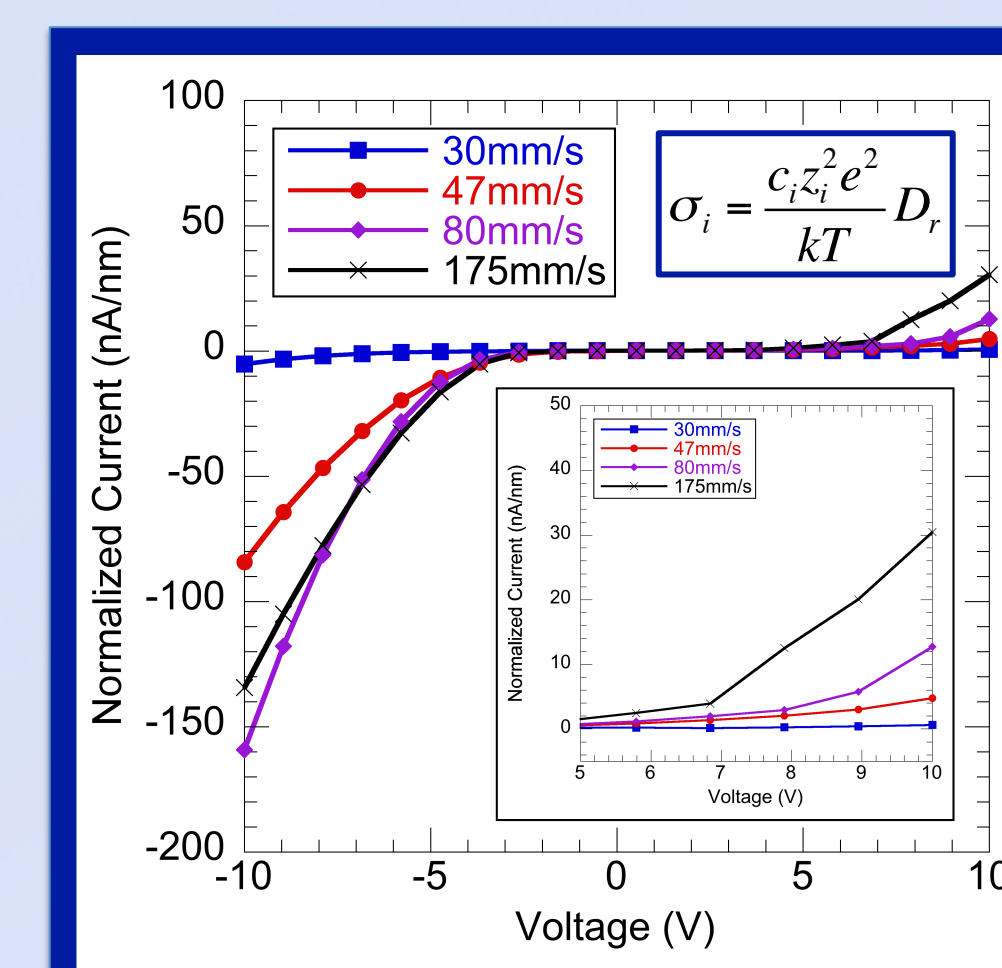 100
50
0
-50
-100
-150
-200
-10
-5
0
5
10
Normalized Current (nA/nm)
Voltage (V)
30mm/s
47mm/s
80mm/s
175mm/s
σᵢ = cᵢzᵢ²e² / kT Dᵣ
50
40
30
20
10
0
5
6
7
8
9
10
Normalized Current (nA/nm)
Voltage (V)
30mm/s
47mm/s
80mm/s
175mm/s